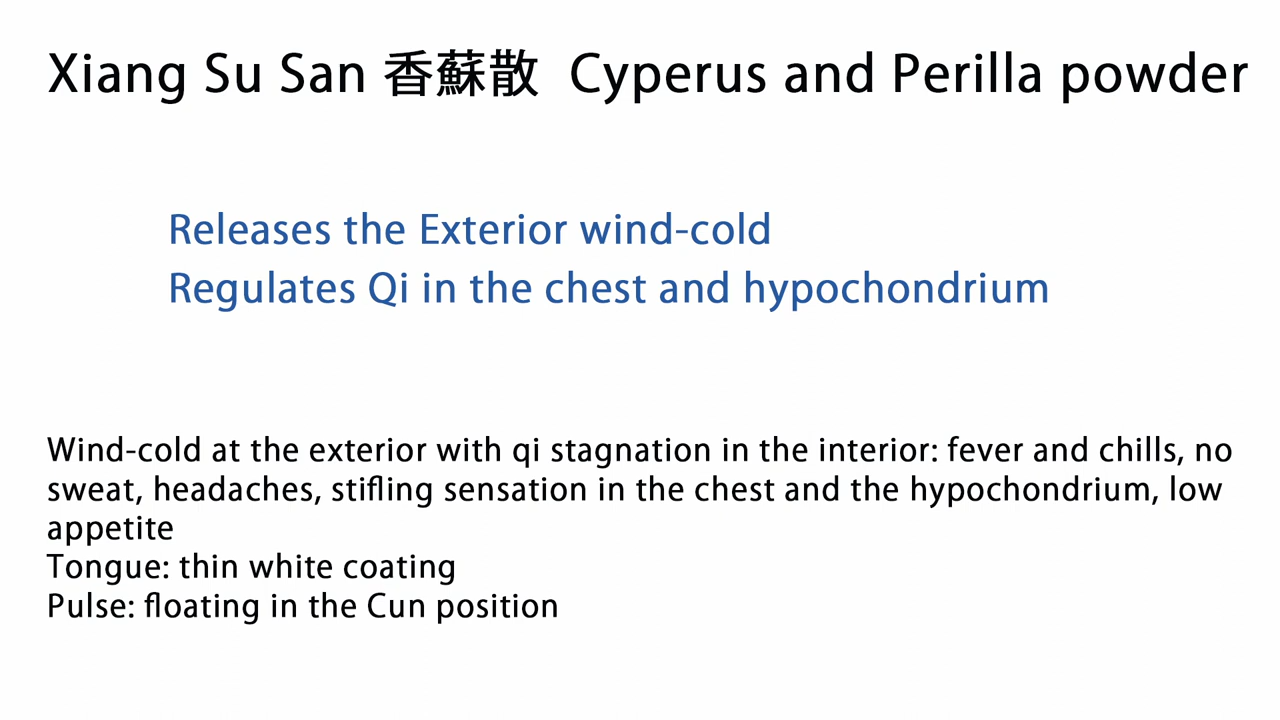 Xiang Su San 香蘇散 Cyperus and Perilla powder
Releases the Exterior wind-cold
Regulates Qi in the chest and hypochondrium
Wind-cold at the exterior with qi stagnation in the interior: fever and chills, no
sweat, headaches, stifling sensation in the chest and the hypochondrium, low
appetite
Tongue: thin white coating
Pulse: floating in the Cun position